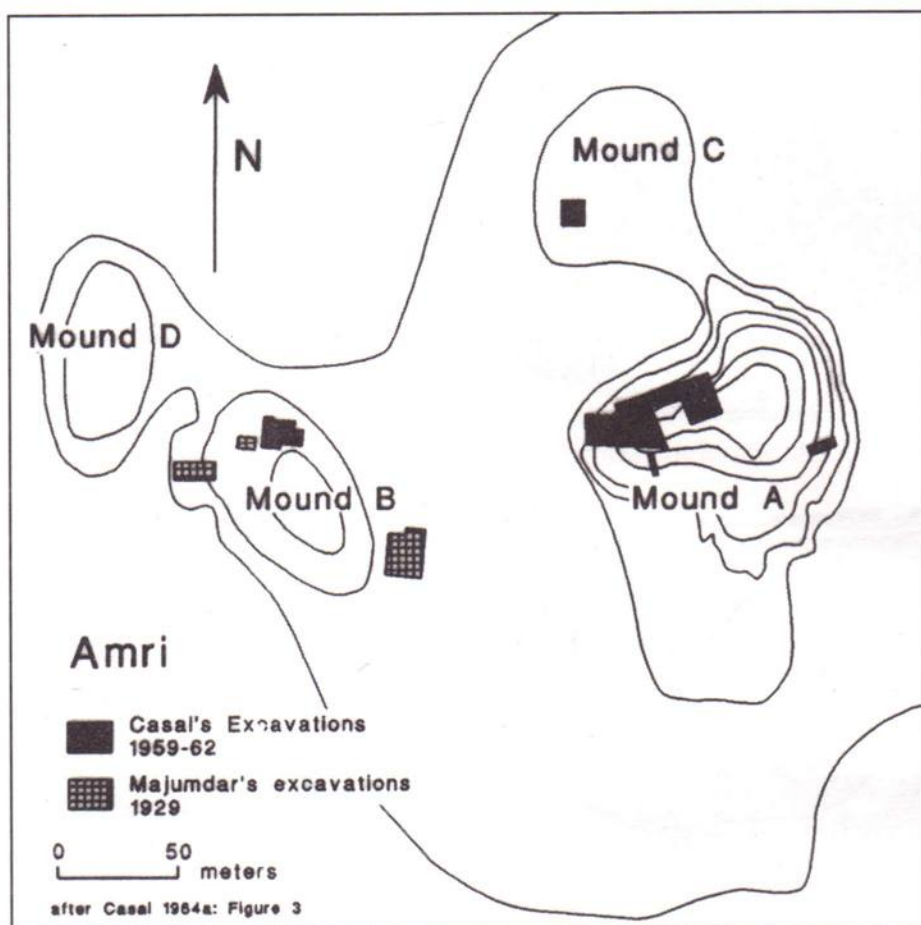 N
Mound C
Mound D
Mound B
Mound A
Amri
Casal's Excavations
1959-62
Majumdar's excavations
1929
0 50
meters
after Casal 1964a: Figure 3